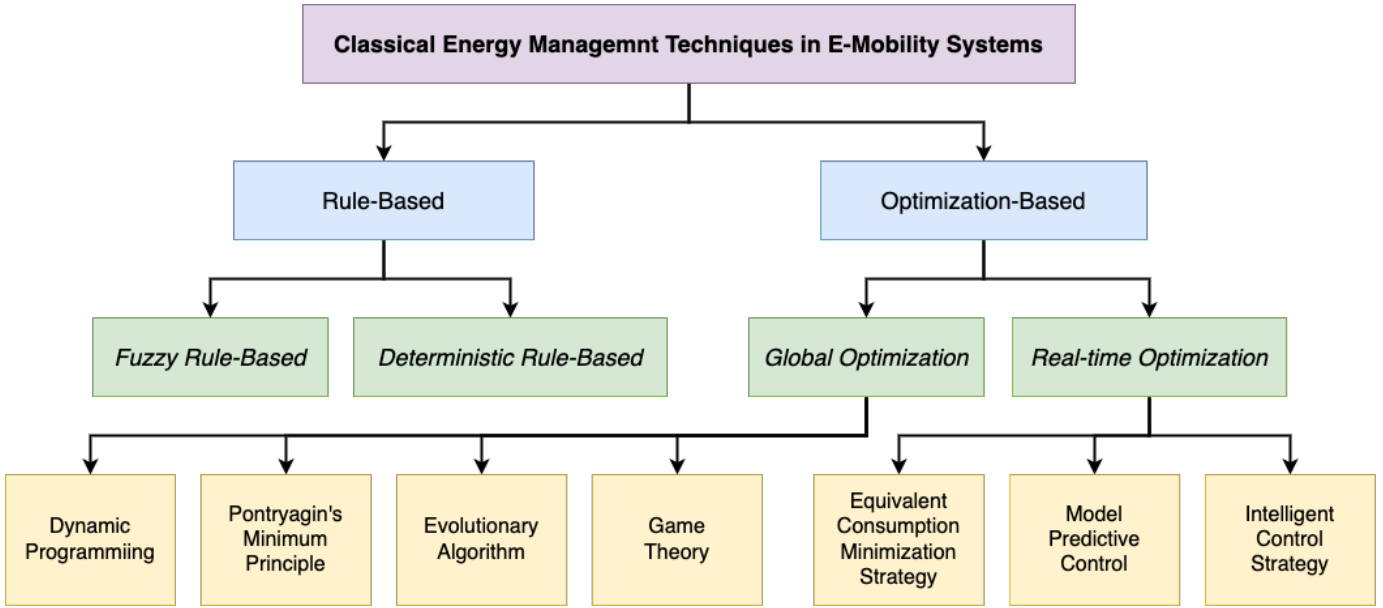 Classical Energy Managemnt Techniques in E-Mobility Systems
Rule-Based
Optimization-Based
Fuzzy Rule-Based
Deterministic Rule-Based
Global Optimization
Real-time Optimization
Dynamic
Programmiing
Pontryagin's
Minimum
Principle
Evolutionary
Algorithm
Game
Theory
Equivalent
Consumption
Minimization
Strategy
Model
Predictive
Control
Intelligent
Control
Strategy